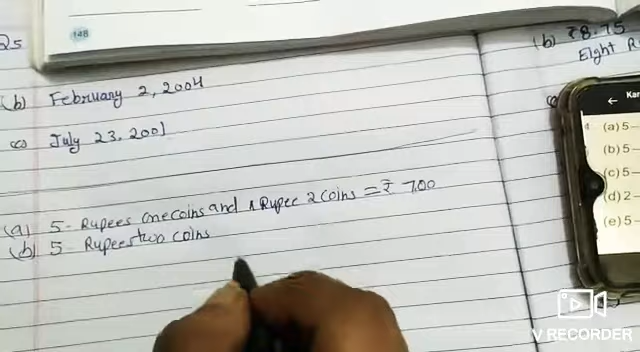 148
25
(b) ₹8.75
Eight R
(b) February 2, 2004
(c) July 23, 2001
← Kar
(a) 5-
(b) 5-
(c) 5-
(d) 2-
(e) 5-
(a) 5- Rupees one coins and 1 Rupee 2 coins = ₹ 7.00
(b) 5 Rupees two coins
V RECORDER